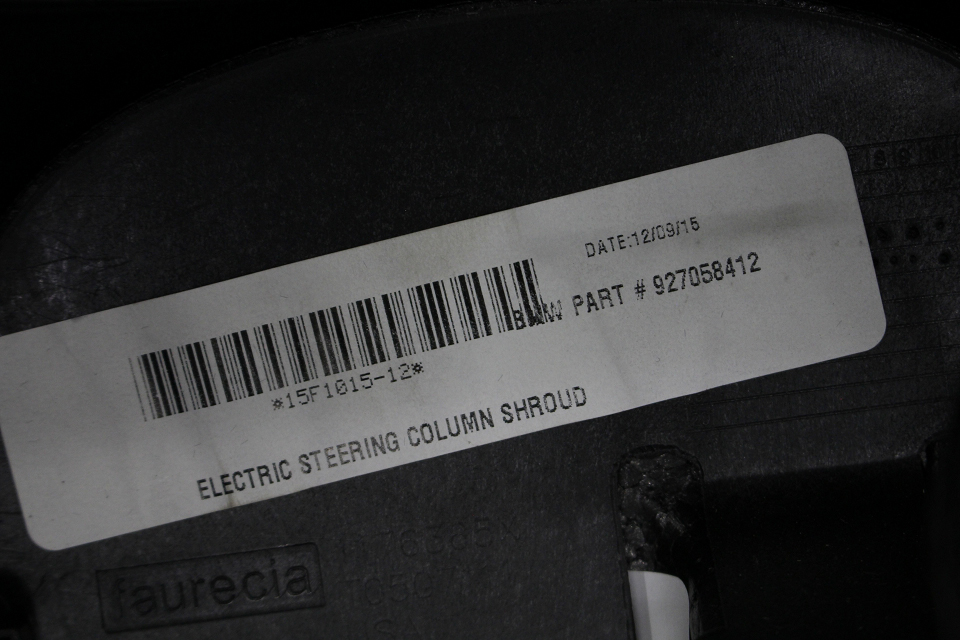 DATE:12/09/15
BMW PART # 927058412
*15F1015-12*
ELECTRIC STEERING COLUMN SHROUD
faurecia